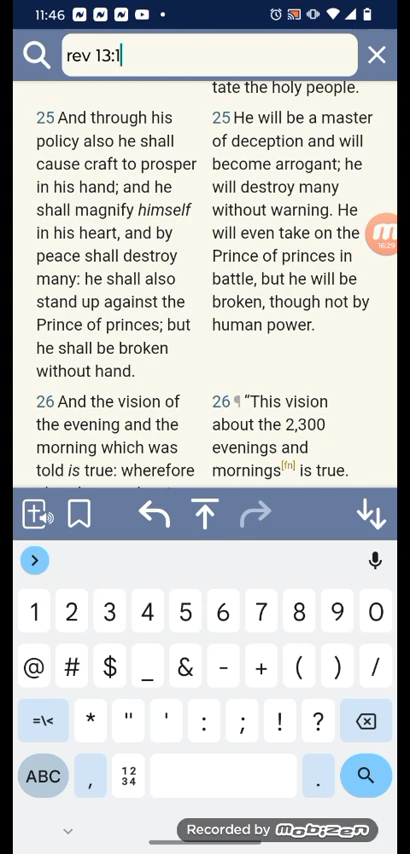 11:46
rev 13:1
tate the holy people.
25 And through his
policy also he shall
cause craft to prosper
in his hand; and he
shall magnify himself
in his heart, and by
peace shall destroy
many: he shall also
stand up against the
Prince of princes; but
he shall be broken
without hand.
25 He will be a master
of deception and will
become arrogant; he
will destroy many
without warning. He
will even take on the
Prince of princes in
battle, but he will be
broken, though not by
human power.
16:29
26 And the vision of
the evening and the
morning which was
told is true: wherefore
26 ¶ “This vision
about the 2,300
evenings and
mornings[fn] is true.
1 2 3 4 5 6 7 8 9 0
@ # $ _ & - + ( ) /
=\< * " ' : ; ! ?
ABC , 12 34 .
Recorded by mobizen